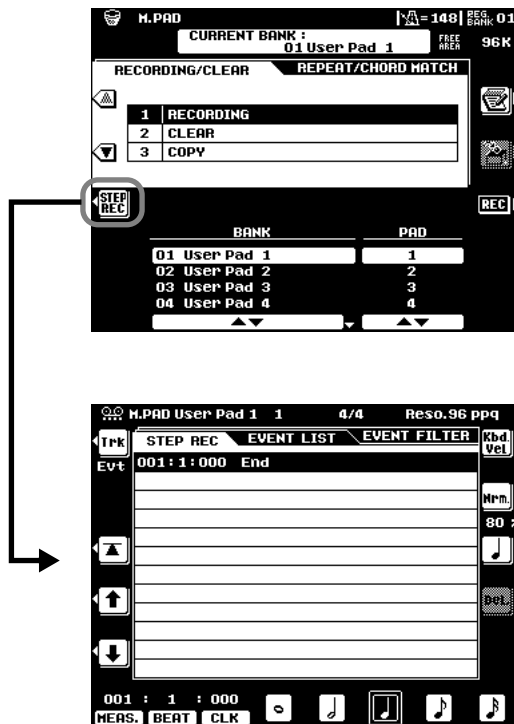 M.PAD =148 REG. BANK 01
CURRENT BANK :
01 User Pad 1 FREE AREA 96K
RECORDING/CLEAR REPEAT/CHORD MATCH
1 RECORDING
2 CLEAR
3 COPY
STEP REC REC
BANK PAD
01 User Pad 1 1
02 User Pad 2 2
03 User Pad 3 3
04 User Pad 4 4
M.PAD User Pad 1 1 4/4 Reso.96 ppq
Trk STEP REC EVENT LIST EVENT FILTER Kbd. Vel
Evt 001:1:000 End
Nrm.
80
Del.
001 : 1 : 000
MEAS. BEAT CLK